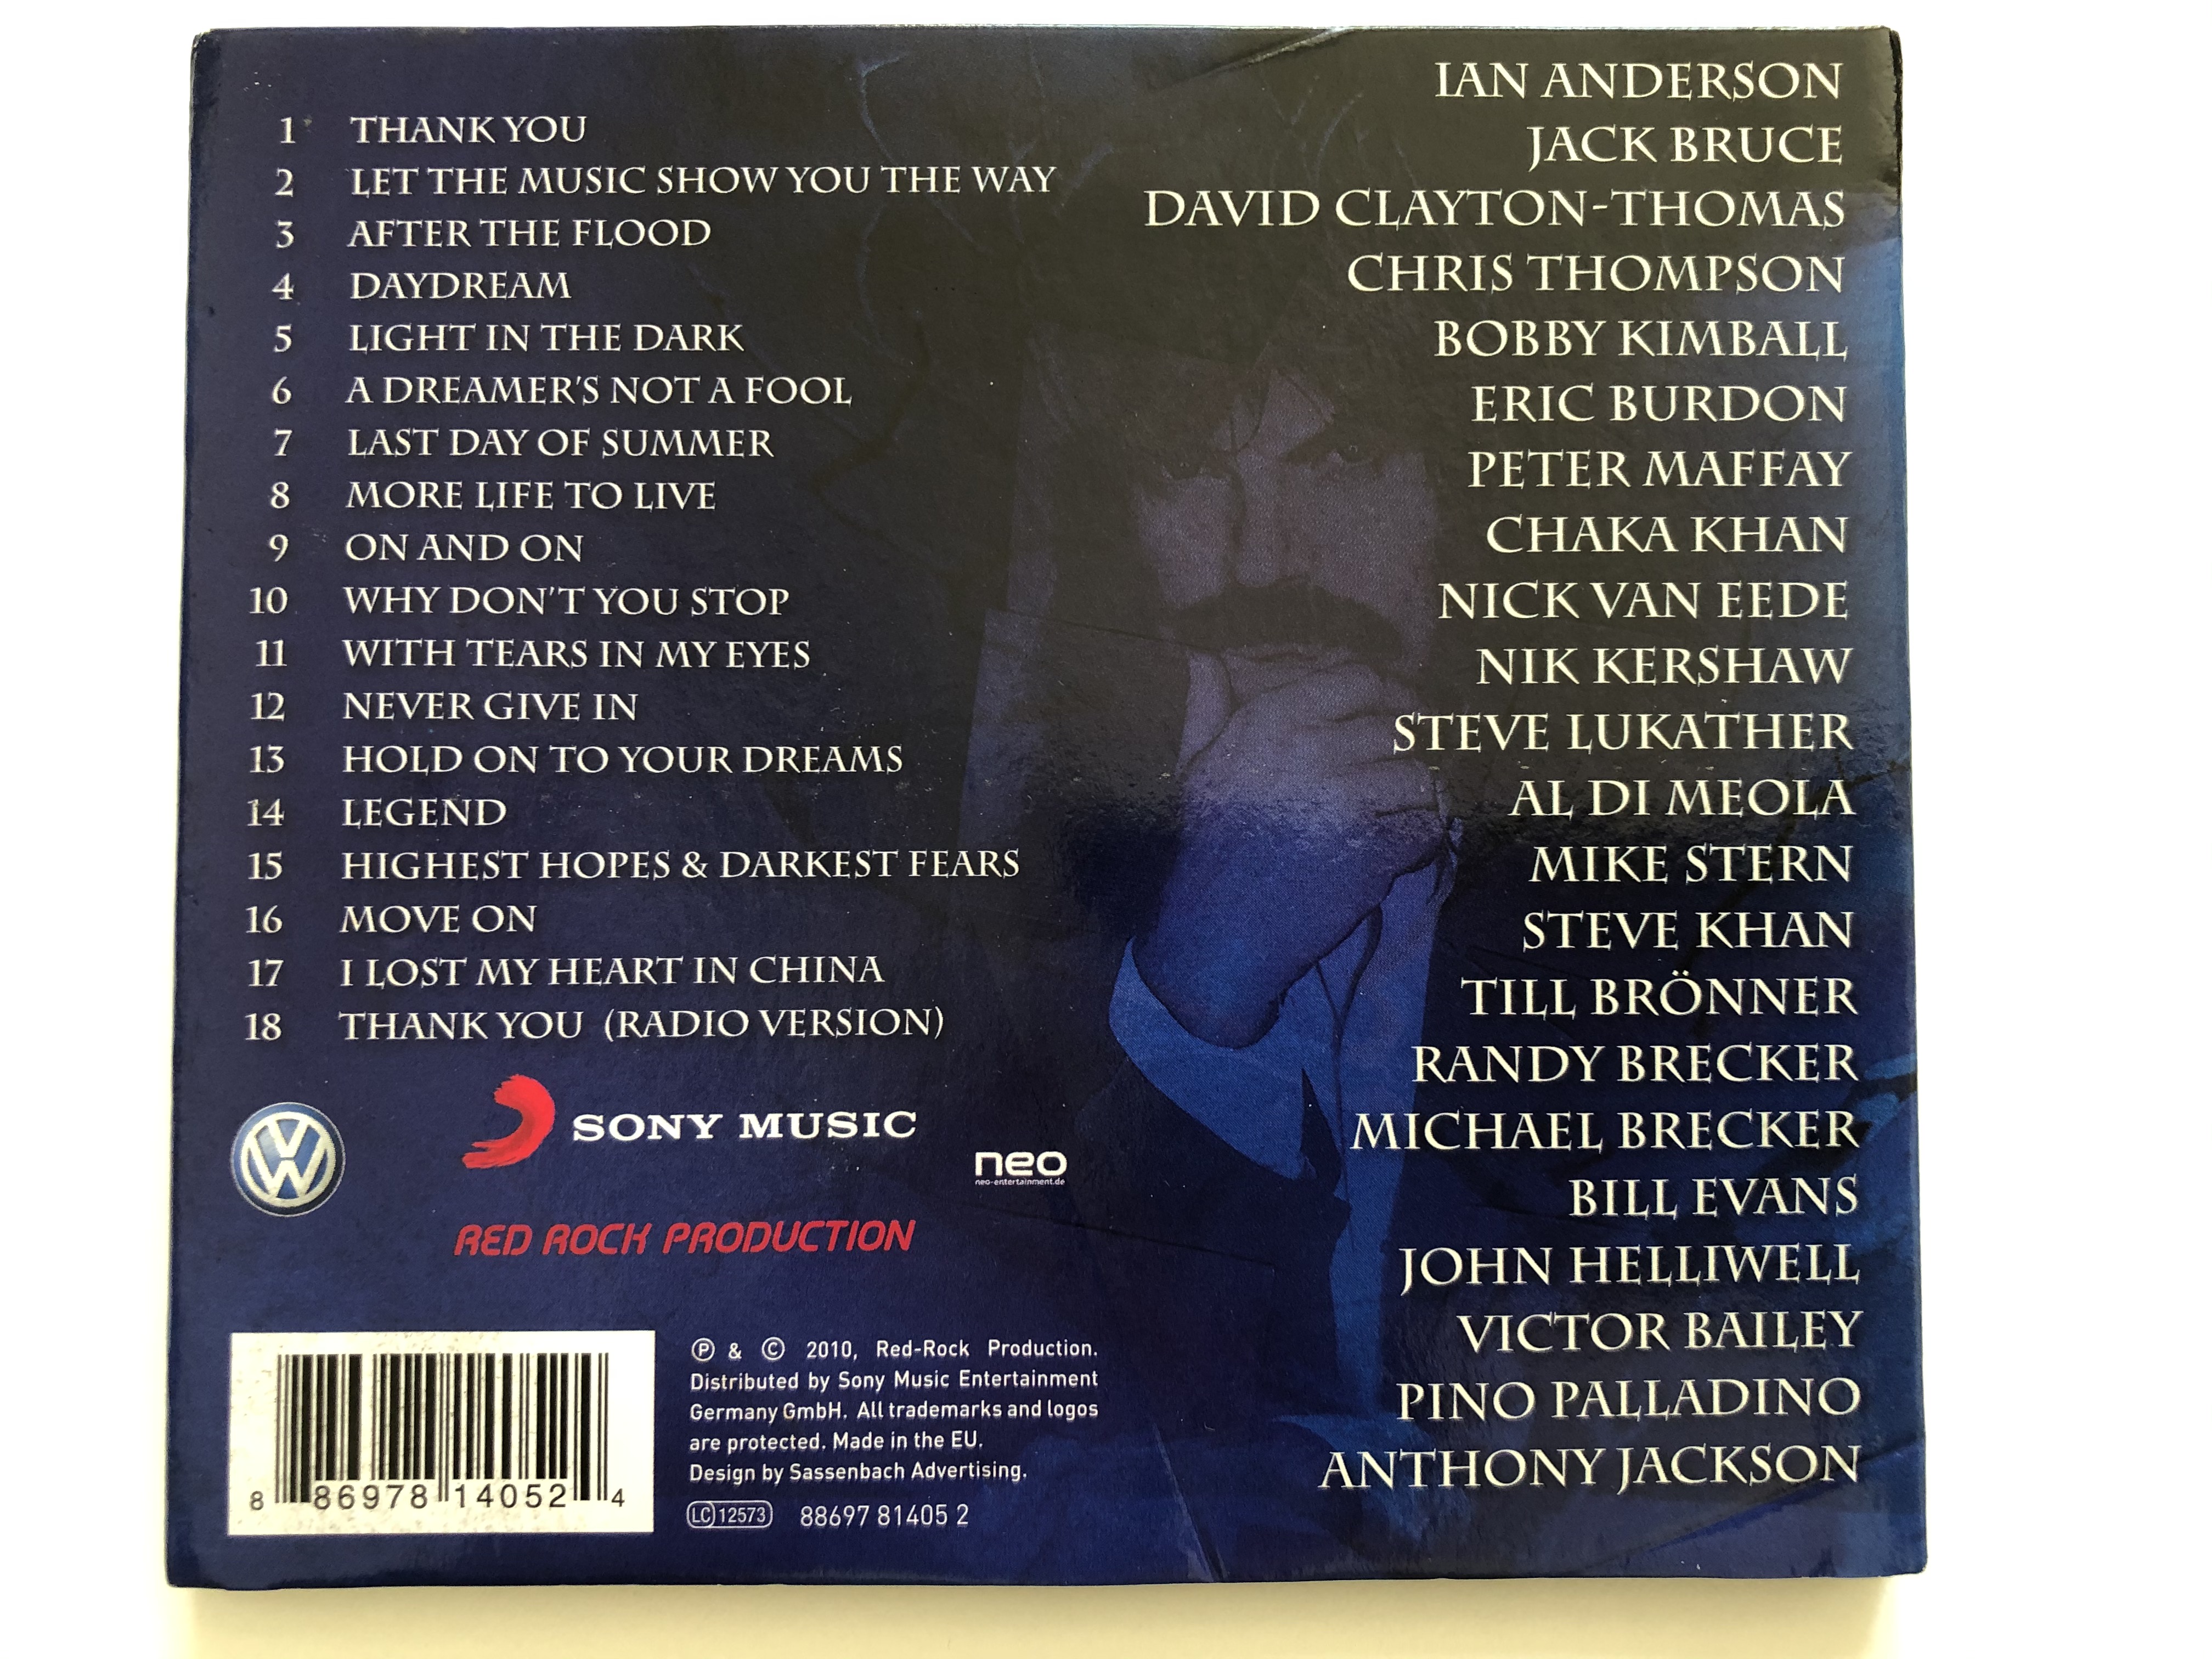 1 THANK YOU
2 LET THE MUSIC SHOW YOU THE WAY
3 AFTER THE FLOOD
4 DAYDREAM
5 LIGHT IN THE DARK
6 A DREAMER'S NOT A FOOL
7 LAST DAY OF SUMMER
8 MORE LIFE TO LIVE
9 ON AND ON
10 WHY DON'T YOU STOP
11 WITH TEARS IN MY EYES
12 NEVER GIVE IN
13 HOLD ON TO YOUR DREAMS
14 LEGEND
15 HIGHEST HOPES & DARKEST FEARS
16 MOVE ON
17 I LOST MY HEART IN CHINA
18 THANK YOU (RADIO VERSION)
IAN ANDERSON
JACK BRUCE
DAVID CLAYTON-THOMAS
CHRIS THOMPSON
BOBBY KIMBALL
ERIC BURDON
PETER MAFFAY
CHAKA KHAN
NICK VAN EEDE
NIK KERSHAW
STEVE LUKATHER
AL DI MEOLA
MIKE STERN
STEVE KHAN
TILL BRÖNNER
RANDY BRECKER
MICHAEL BRECKER
BILL EVANS
JOHN HELLIWELL
VICTOR BAILEY
PINO PALLADINO
ANTHONY JACKSON
VW
SONY MUSIC
neo
neo-entertainment.de
RED ROCK PRODUCTION
8 86978 14052 4
Ⓟ & © 2010, Red-Rock Production.
Distributed by Sony Music Entertainment
Germany GmbH. All trademarks and logos
are protected. Made in the EU.
Design by Sassenbach Advertising.
LC 12573 88697 81405 2